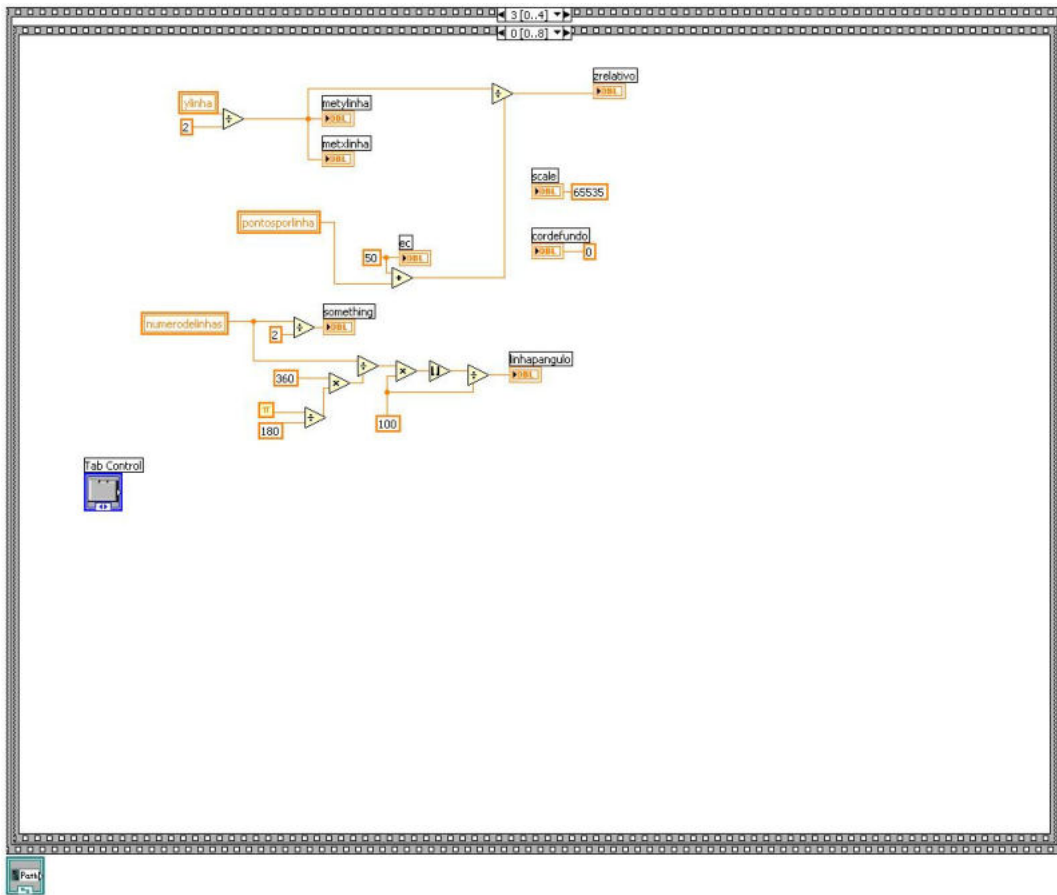 3 [0..4]
0 [0..8]
zrelativo
DBL
ylinha
2
metylinha
DBL
metxlinha
DBL
scale
DBL
65535
pontosporlinha
cordefundo
DBL
0
ec
50
DBL
something
numerodelinhas
2
DBL
linhapangulo
360
DBL
π
180
100
Tab Control
Path